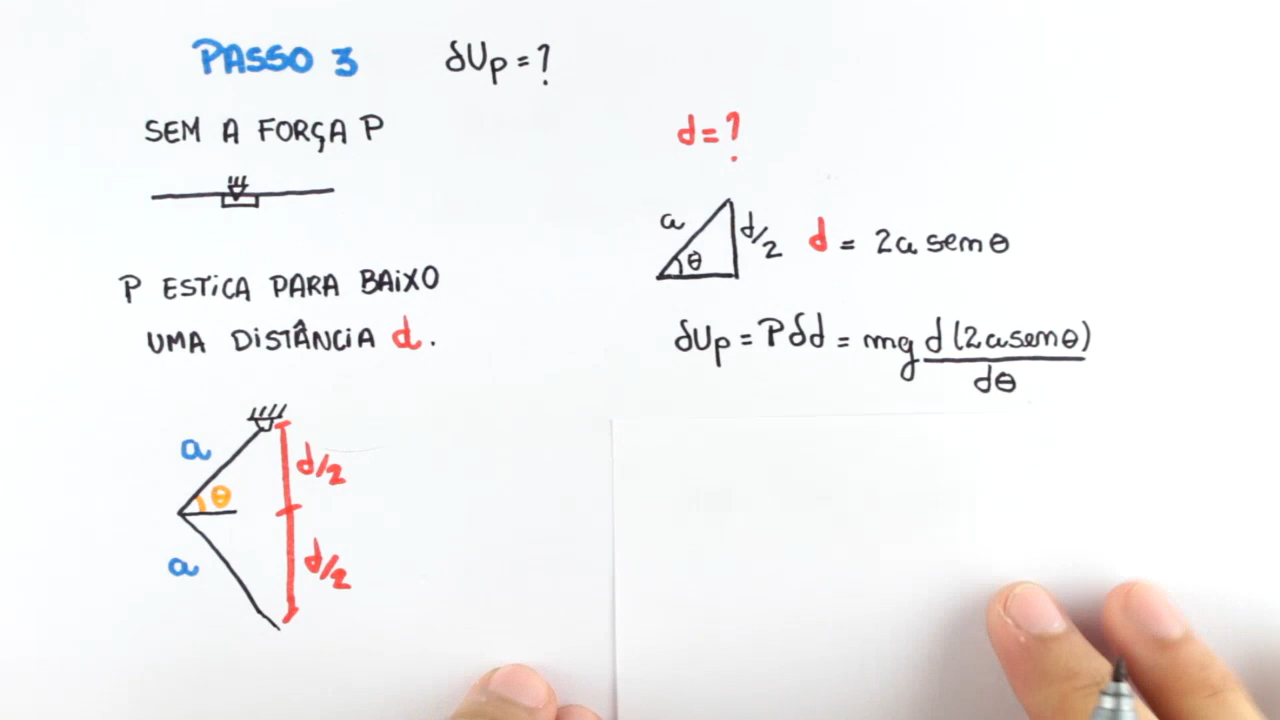 PASSO 3 δUp = ?
SEM A FORÇA P
P ESTICA PARA BAIXO
UMA DISTÂNCIA d.
a
θ
a
d/2
d/2
d = ?
a
θ
d/2
d = 2a senθ
δUp = Pδd = mg d(2a senθ)
dθ